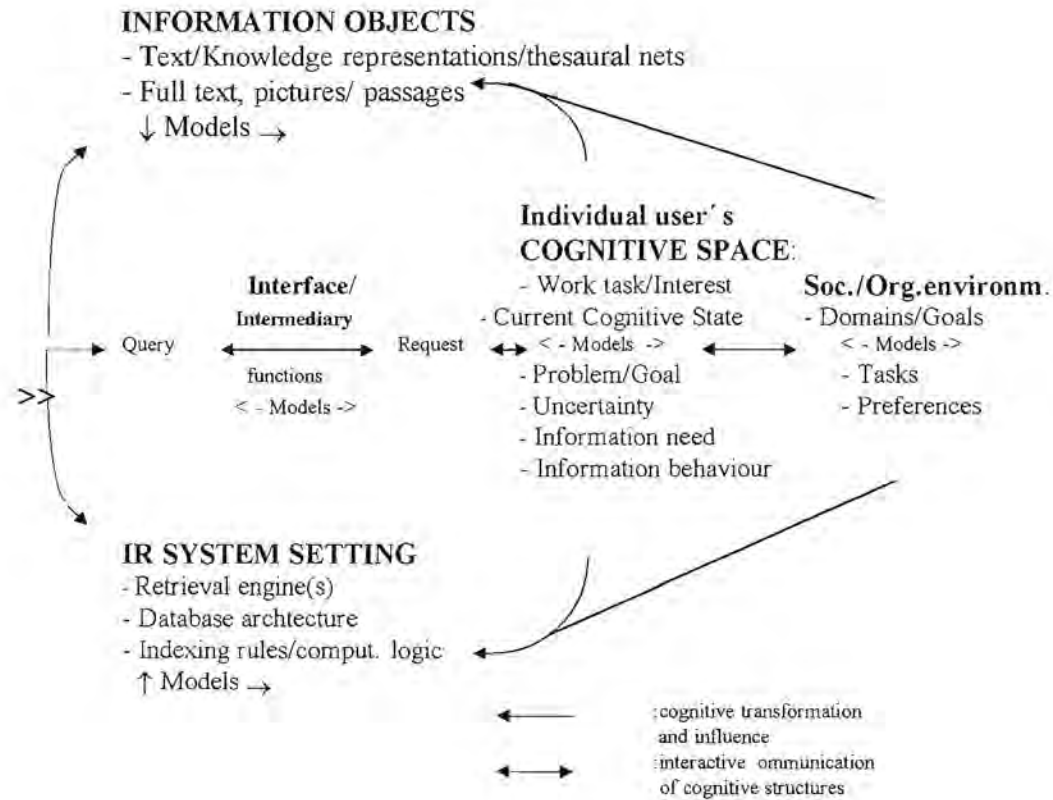 INFORMATION OBJECTS
- Text/Knowledge representations/thesaural nets
- Full text, pictures/ passages
↓ Models →
Individual user´s
COGNITIVE SPACE:
- Work task/Interest
- Current Cognitive State
< - Models ->
- Problem/Goal
- Uncertainty
- Information need
- Information behaviour
Soc./Org.environm.
- Domains/Goals
< - Models ->
- Tasks
- Preferences
Interface/
Intermediary
Query
Request
functions
< - Models ->
>>
IR SYSTEM SETTING
- Retrieval engine(s)
- Database archtecture
- Indexing rules/comput. logic
↑ Models →
:cognitive transformation
and influence
:interactive ommunication
of cognitive structures